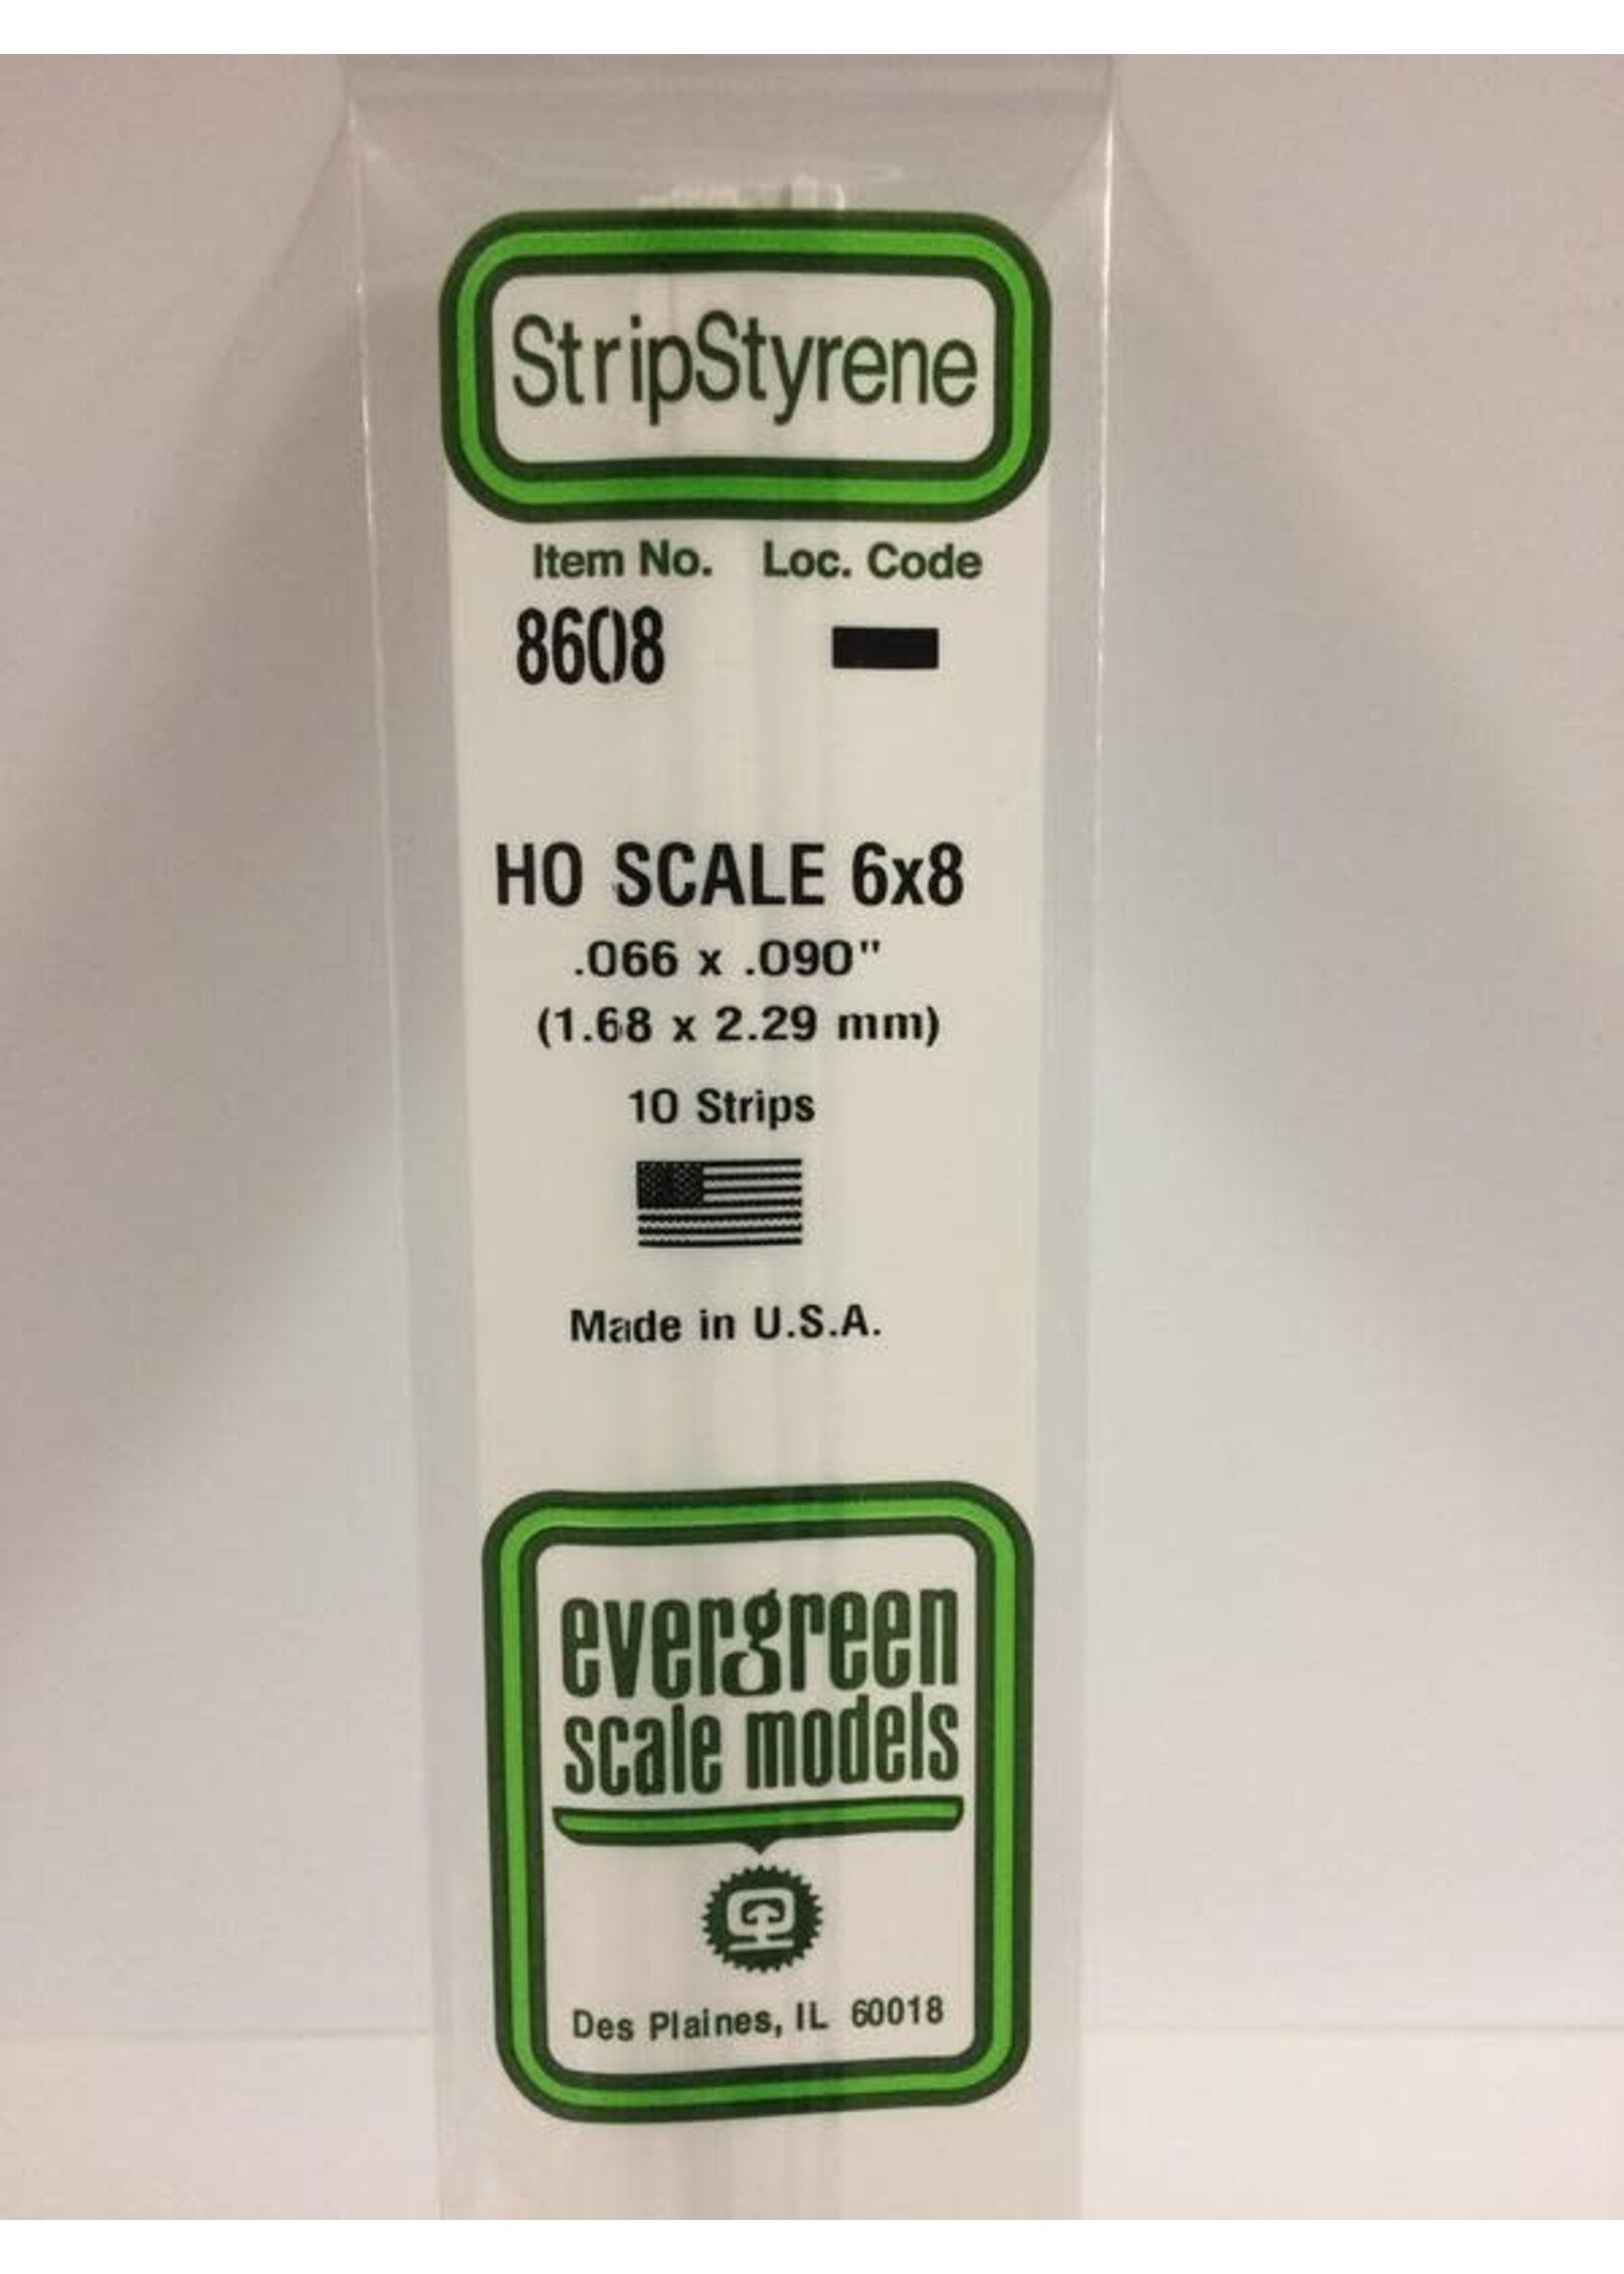 StripStyrene
Item No. Loc. Code
8608
HO SCALE 6x8
.066 x .090"
(1.68 x 2.29 mm)
10 Strips
Made in U.S.A.
evergreen
scale models
Des Plaines, IL 60018